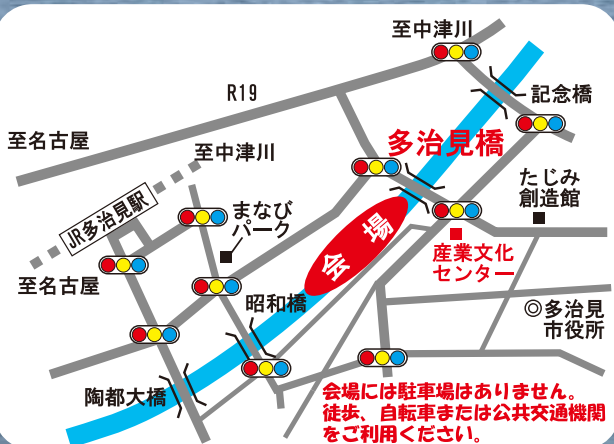 至中津川
R19
記念橋
至名古屋
多治見橋
至中津川
たじみ
創造館
JR多治見駅
まなび
パーク
会場
産業文化
センター
至名古屋
昭和橋
◎多治見
市役所
陶都大橋
会場には駐車場はありません。
徒歩、自転車または公共交通機関
をご利用ください。